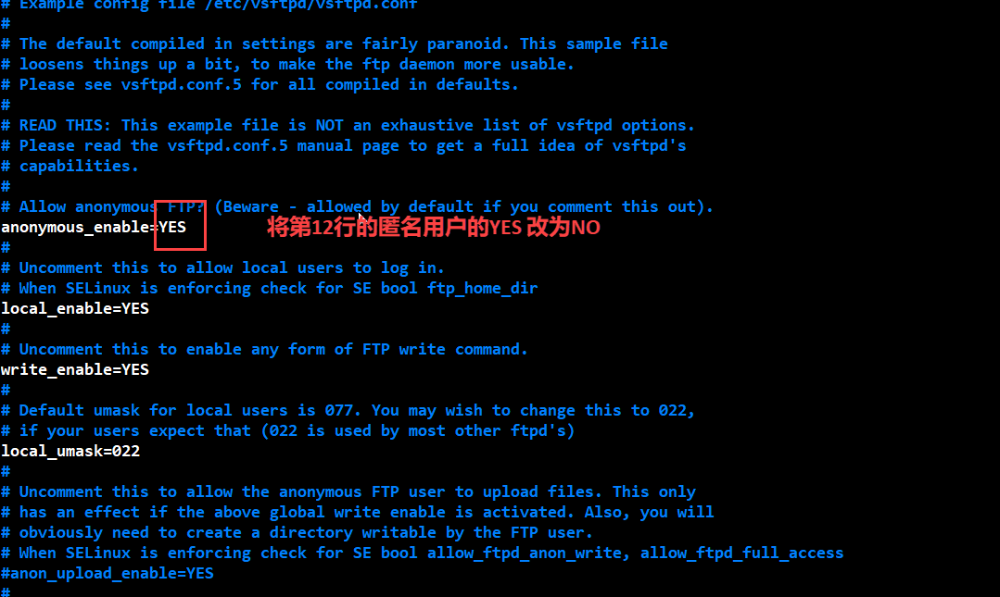 # Example config file /etc/vsftpd/vsftpd.conf
#
# The default compiled in settings are fairly paranoid. This sample file
# loosens things up a bit, to make the ftp daemon more usable.
# Please see vsftpd.conf.5 for all compiled in defaults.
#
# READ THIS: This example file is NOT an exhaustive list of vsftpd options.
# Please read the vsftpd.conf.5 manual page to get a full idea of vsftpd's
# capabilities.
#
# Allow anonymous FTP? (Beware - allowed by default if you comment this out).
anonymous_enable=YES
将第12行的匿名用户的YES 改为NO
#
# Uncomment this to allow local users to log in.
# When SELinux is enforcing check for SE bool ftp_home_dir
local_enable=YES
#
# Uncomment this to enable any form of FTP write command.
write_enable=YES
#
# Default umask for local users is 077. You may wish to change this to 022,
# if your users expect that (022 is used by most other ftpd's)
local_umask=022
#
# Uncomment this to allow the anonymous FTP user to upload files. This only
# has an effect if the above global write enable is activated. Also, you will
# obviously need to create a directory writable by the FTP user.
# When SELinux is enforcing check for SE bool allow_ftpd_anon_write, allow_ftpd_full_access
#anon_upload_enable=YES
#